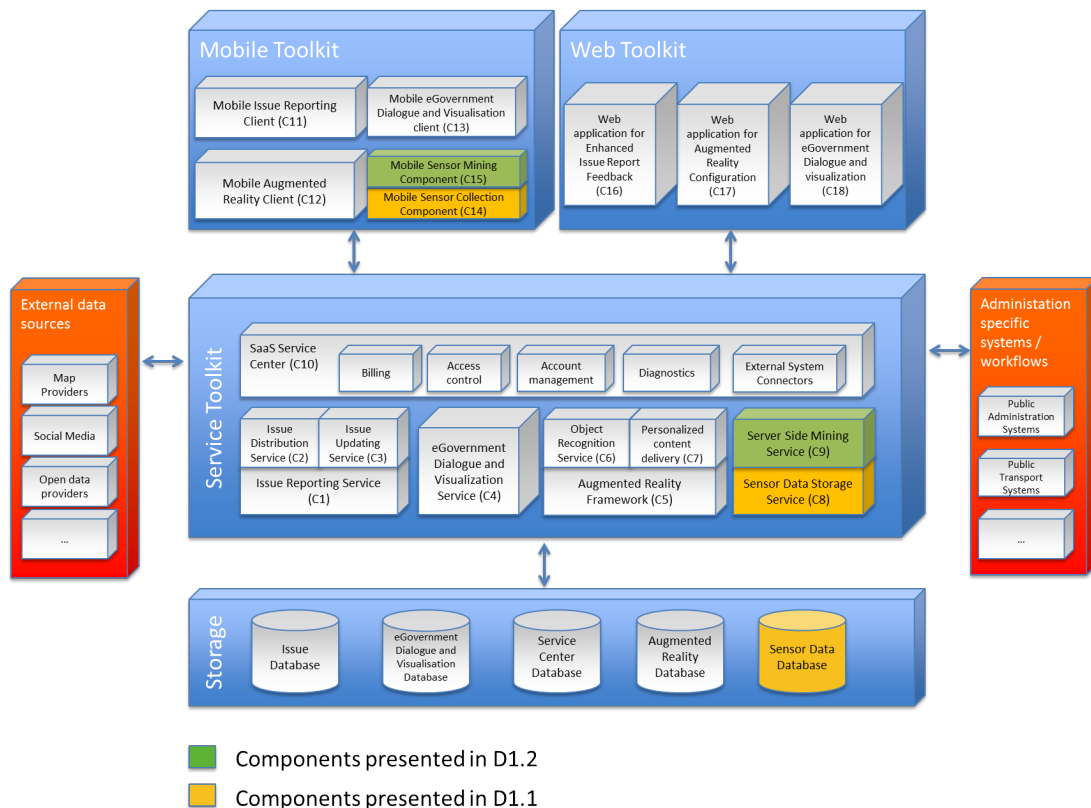 Mobile Toolkit
Mobile Issue Reporting
Client (C11)
Mobile eGovernment
Dialogue and Visualisation
client (C13)
Mobile Augmented
Reality Client (C12)
Mobile Sensor Mining
Component (C15)
Mobile Sensor Collection
Component (C14)
Web Toolkit
Web
application for
Enhanced
Issue Report
Feedback
(C16)
Web
application for
Augmented
Reality
Configuration
(C17)
Web
application for
eGovernment
Dialogue and
visualization
(C18)
External data
sources
Map
Providers
Social Media
Open data
providers
...
Service Toolkit
SaaS Service
Center (C10)
Billing
Access
control
Account
management
Diagnostics
External System
Connectors
Issue
Distribution
Service (C2)
Issue
Updating
Service (C3)
Issue Reporting Service
(C1)
eGovernment
Dialogue and
Visualization
Service (C4)
Object
Recognition
Service (C6)
Personalized
content
delivery (C7)
Augmented Reality
Framework (C5)
Server Side Mining
Service (C9)
Sensor Data Storage
Service (C8)
Administation
specific
systems /
workflows
Public
Administration
Systems
Public
Transport
Systems
...
Storage
Issue
Database
eGovernment
Dialogue and
Visualisation
Database
Service
Center
Database
Augmented
Reality
Database
Sensor Data
Database
Components presented in D1.2
Components presented in D1.1